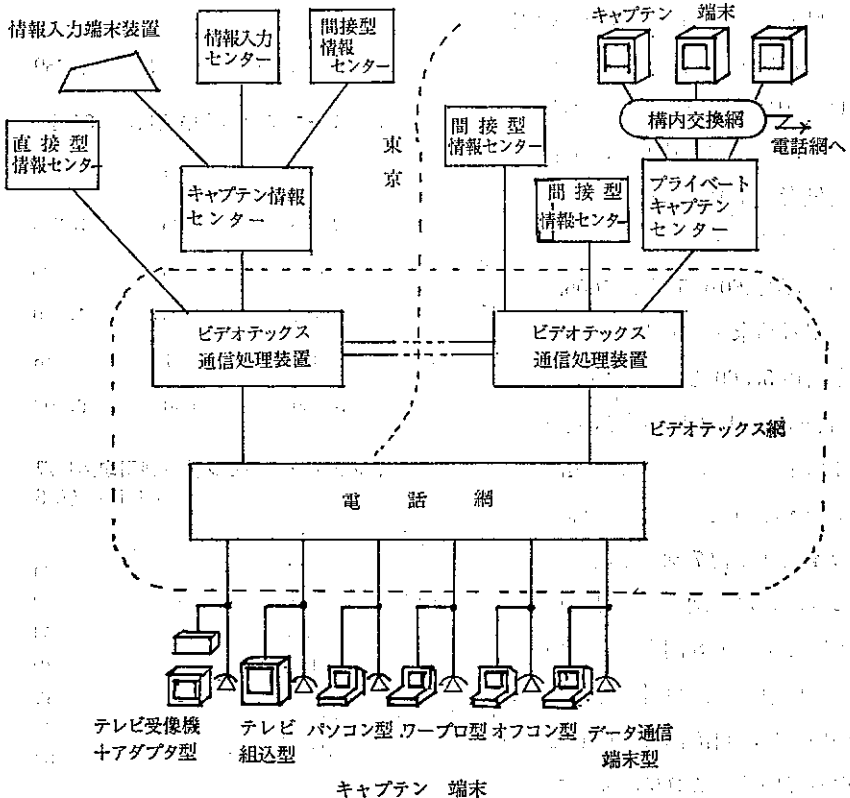 情報入力端末装置
情報入力
センター
間接型
情報
センター
直接型
情報センター
キャプテン情報
センター
東
京
キャプテン 端末
構内交換網
電話網へ
間接型
情報センター
間接型
情報センター
プライベート
キャプテン
センター
ビデオテックス
通信処理装置
ビデオテックス
通信処理装置
ビデオテックス網
電話網
テレビ受像機
+アダプタ型
テレビ
組込型
パソコン型
ワープロ型
オフコン型
データ通信
端末型
キャプテン 端末